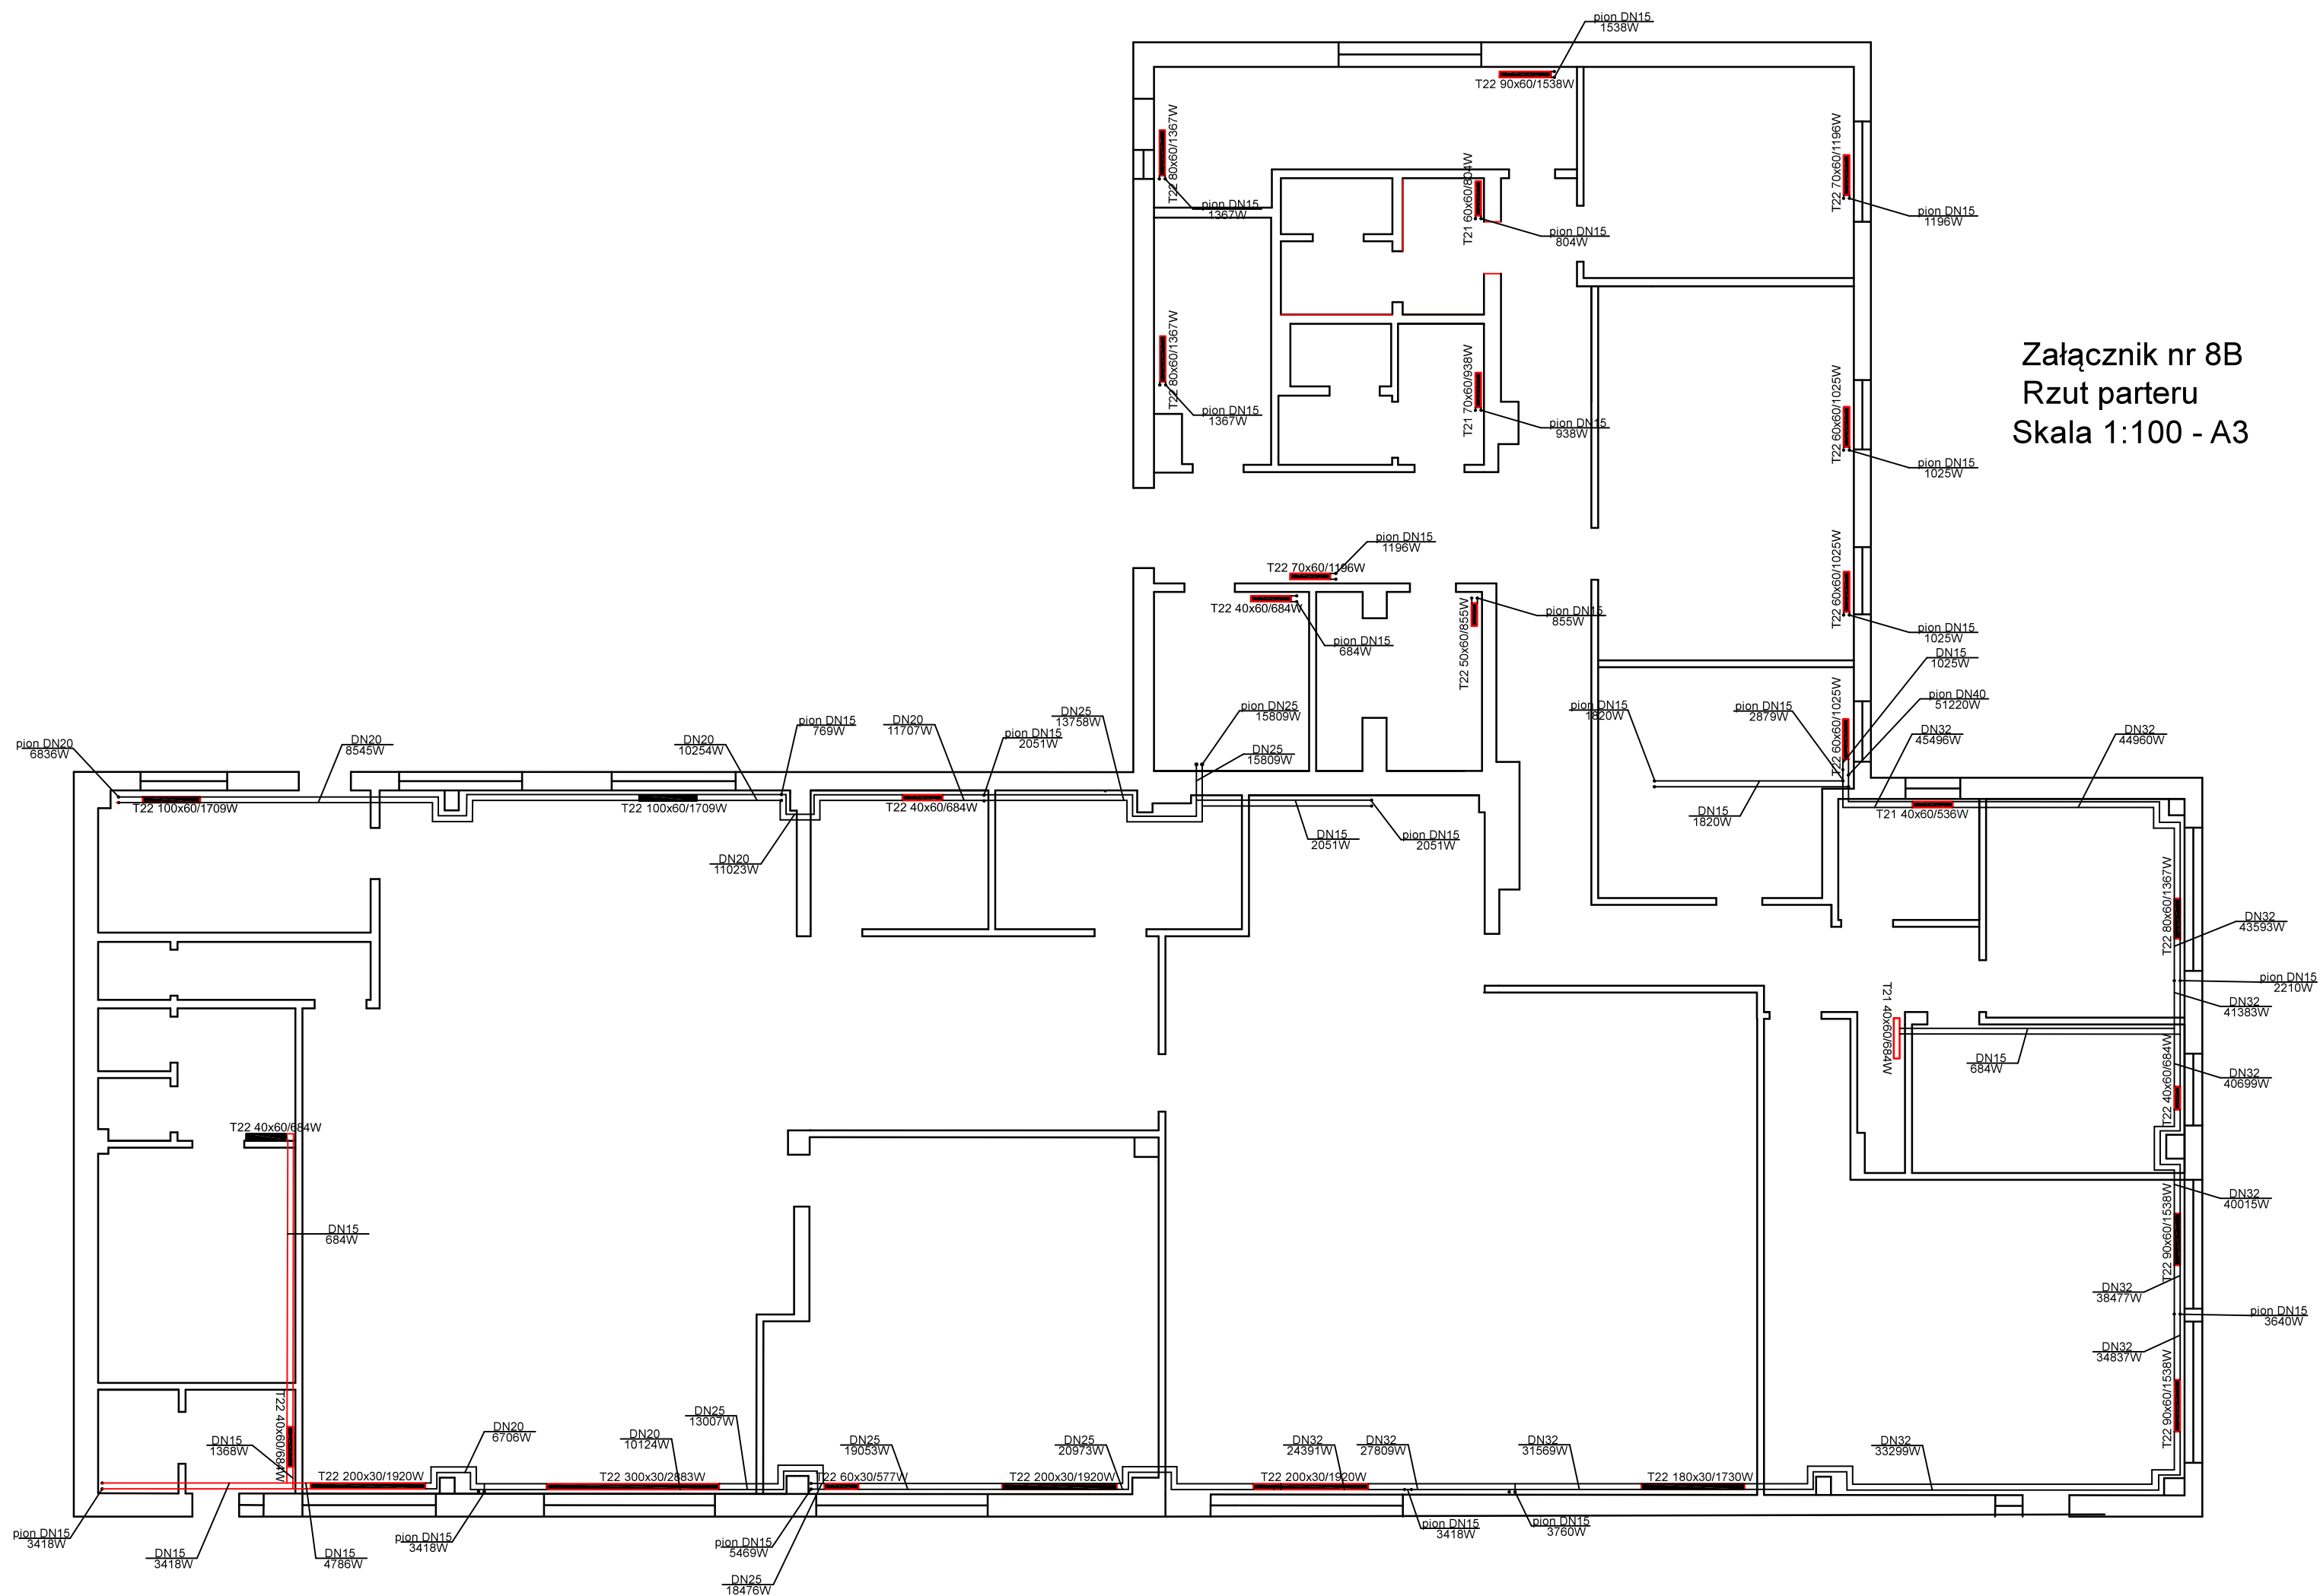 pion DN15
1538W
T22 90x60/1538W
T22 80x60/1367W
pion DN15
1367W
T21 60x60/804W
pion DN15
804W
T22 70x60/1196W
pion DN15
1196W
Załącznik nr 8B
Rzut parteru
Skala 1:100 - A3
T22 80x60/1367W
pion DN15
1367W
T21 70x60/938W
pion DN15
938W
T22 60x60/1025W
pion DN15
1025W
pion DN15
1196W
T22 70x60/1196W
T22 40x60/684W
pion DN15
684W
T22 50x60/855W
pion DN15
855W
T22 60x60/1025W
pion DN15
1025W
DN15
1025W
pion DN40
51220W
T22 60x60/1025W
pion DN15
1820W
pion DN15
2879W
DN32
45496W
DN32
44960W
pion DN20
6836W
DN20
8545W
DN20
10254W
pion DN15
769W
DN20
11707W
pion DN15
2051W
DN25
13758W
pion DN25
15809W
DN25
15809W
T22 100x60/1709W
T22 100x60/1709W
T22 40x60/684W
DN20
11023W
DN15
2051W
pion DN15
2051W
DN15
1820W
T21 40x60/536W
T22 80x60/1367W
DN32
43593W
pion DN15
2210W
DN32
41383W
T21 40x60/684W
DN15
684W
T22 40x60/684W
DN32
40699W
T22 40x60/684W
DN15
684W
DN32
40015W
T22 90x60/1538W
DN32
38477W
pion DN15
3640W
DN32
34837W
T22 90x60/1538W
T22 40x60/684W
DN15
1368W
DN20
6706W
DN20
10124W
DN25
13007W
DN25
19053W
DN25
20973W
DN32
24391W
DN32
27809W
DN32
31569W
DN32
33299W
T22 200x30/1920W
T22 300x30/2883W
T22 60x30/577W
T22 200x30/1920W
T22 200x30/1920W
T22 180x30/1730W
pion DN15
3418W
DN15
3418W
DN15
4786W
pion DN15
3418W
pion DN15
5469W
DN25
18476W
pion DN15
3418W
pion DN15
3760W